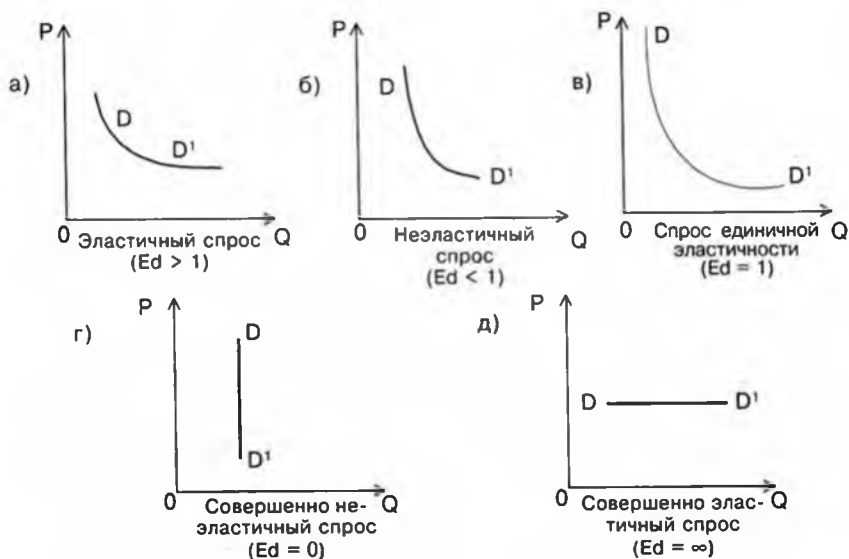 а)
P
D
D¹
0
Q
Эластичный спрос
(Ed > 1)
б)
P
D
D¹
0
Q
Неэластичный
спрос
(Ed < 1)
в)
P
D
D¹
0
Q
Спрос единичной
эластичности
(Ed = 1)
г)
P
D
D¹
0
Q
Совершенно не-
эластичный спрос
(Ed = 0)
д)
P
D
D¹
0
Q
Совершенно элас-
тичный спрос
(Ed = ∞)